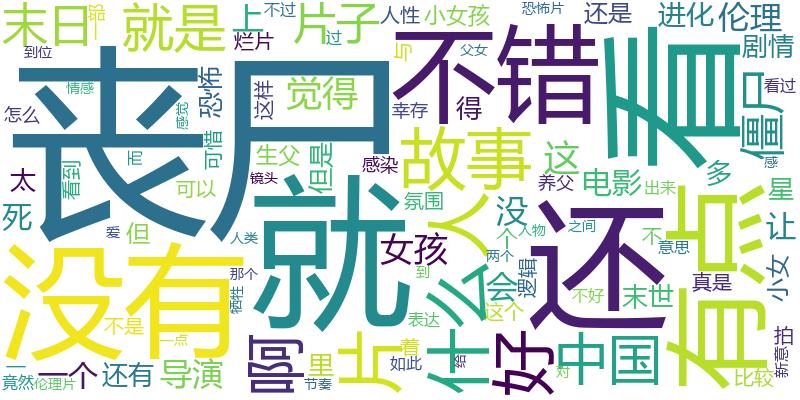 末日
一部
就是
上
片子
过
不过
人性
小女孩
恐怖片
还是
进化
伦理
到位
烂片
与
剧情
情感
丧尸
恐怖
这样
觉得
不错
看
僵尸
看过
怎么
感觉
幸存
得
父女
太
看到
而
可惜
生父
但是
故事
这
多
感
死
可以
镜头
感染
养父
电影
出来
星
爱
但
人类
就
氛围
人
没
还
不
让
有点
没有
女孩
个
人物
之间
意思
那个
到
么
会
逻辑
两个
真是
小女
牺牲
这个
不好
末世
不是
一点
啊
片
表达
着
什
好
中国
拍
一
一个
还有
导演
里
如此
给
对
比较
新意
竟然
伦理片
节奏